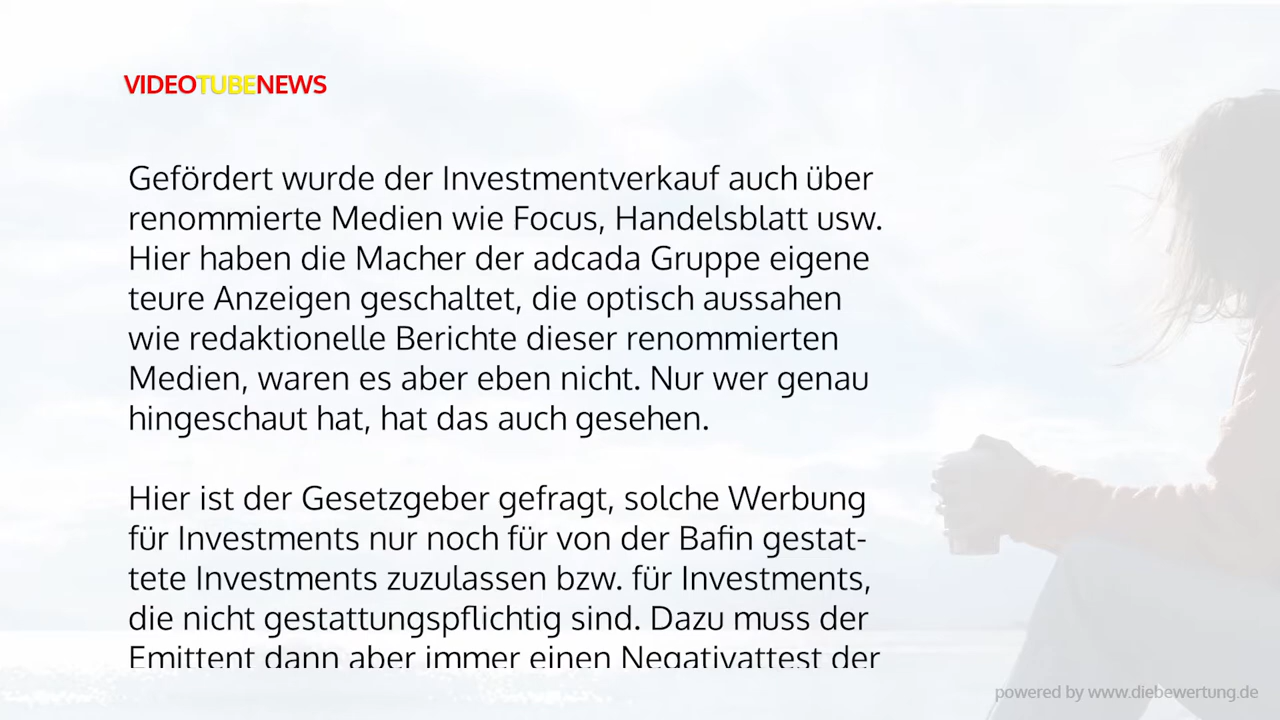 VIDEOTUBENEWS
Gefördert wurde der Investmentverkauf auch über
renommierte Medien wie Focus, Handelsblatt usw.
Hier haben die Macher der adcada Gruppe eigene
teure Anzeigen geschaltet, die optisch aussahen
wie redaktionelle Berichte dieser renommierten
Medien, waren es aber eben nicht. Nur wer genau
hingeschaut hat, hat das auch gesehen.
Hier ist der Gesetzgeber gefragt, solche Werbung
für Investments nur noch für von der Bafin gestat-
tete Investments zuzulassen bzw. für Investments,
die nicht gestattungspflichtig sind. Dazu muss der
Emittent dann aber immer einen Negativattest der
powered by www.diebewertung.de